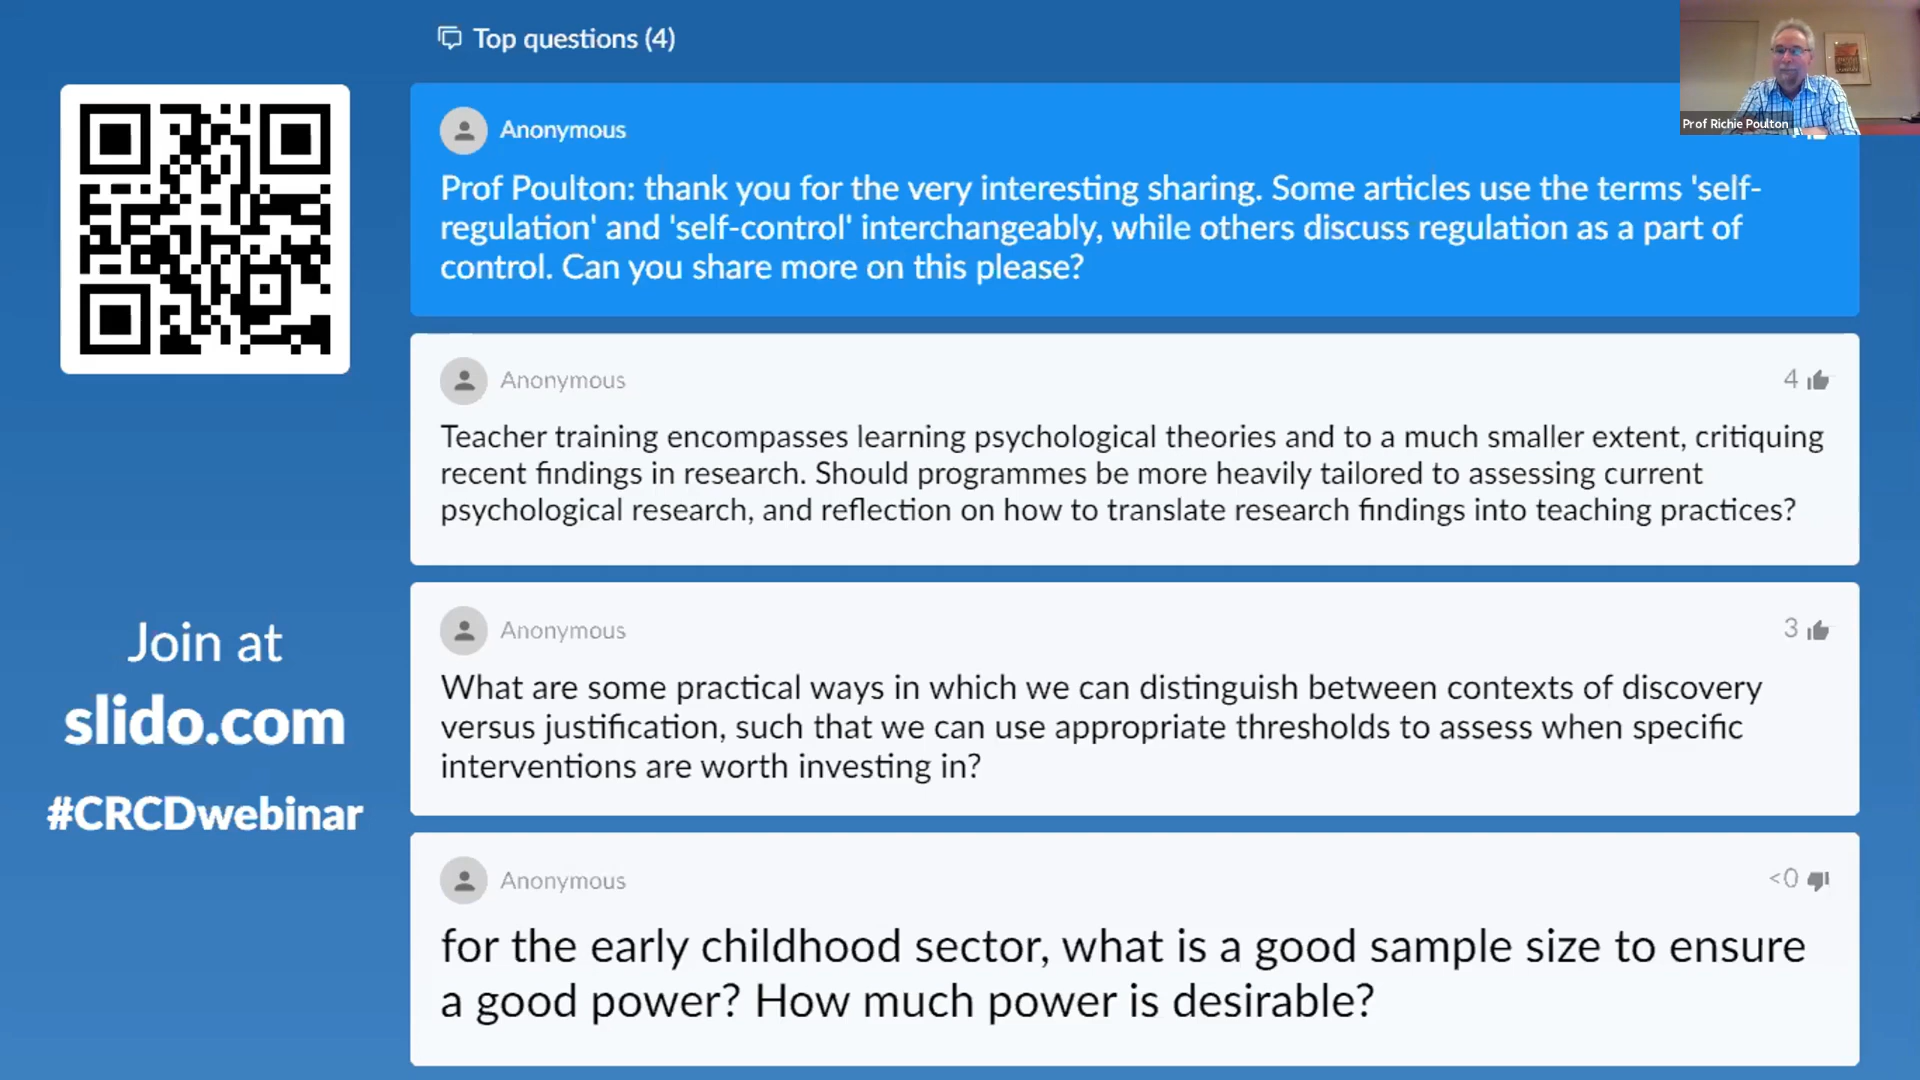 Top questions (4)
Prof Richie Poulton
Anonymous
Prof Poulton: thank you for the very interesting sharing. Some articles use the terms 'self-
regulation' and 'self-control' interchangeably, while others discuss regulation as a part of
control. Can you share more on this please?
Anonymous
4
Teacher training encompasses learning psychological theories and to a much smaller extent, critiquing
recent findings in research. Should programmes be more heavily tailored to assessing current
psychological research, and reflection on how to translate research findings into teaching practices?
Anonymous
3
What are some practical ways in which we can distinguish between contexts of discovery
versus justification, such that we can use appropriate thresholds to assess when specific
interventions are worth investing in?
Anonymous
<0
for the early childhood sector, what is a good sample size to ensure
a good power? How much power is desirable?
Join at
slido.com
#CRCDwebinar